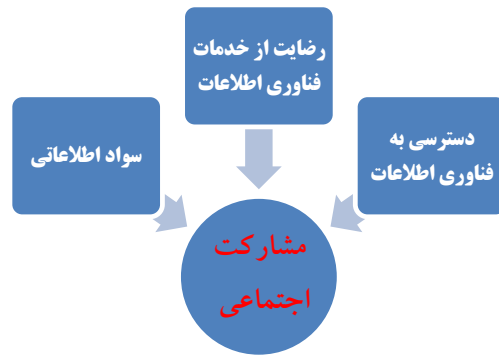 رضایت از خدمات
فناوری اطلاعات
دسترسی به
فناوری اطلاعات
سواد اطلاعاتی
مشارکت
اجتماعی